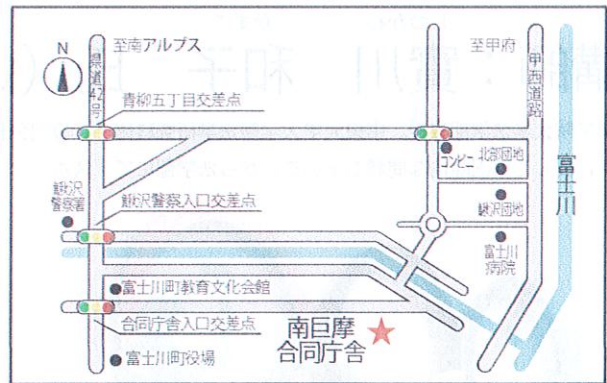 N
至南アルプス
県道42号
青柳五丁目交差点
至甲府
甲西道路
コンビニ
北部団地
鰍沢団地
富士川
鰍沢
警察署
鰍沢警察入口交差点
富士川
病院
富士川町教育文化会館
合同庁舎入口交差点
南巨摩
合同庁舎
富士川町役場